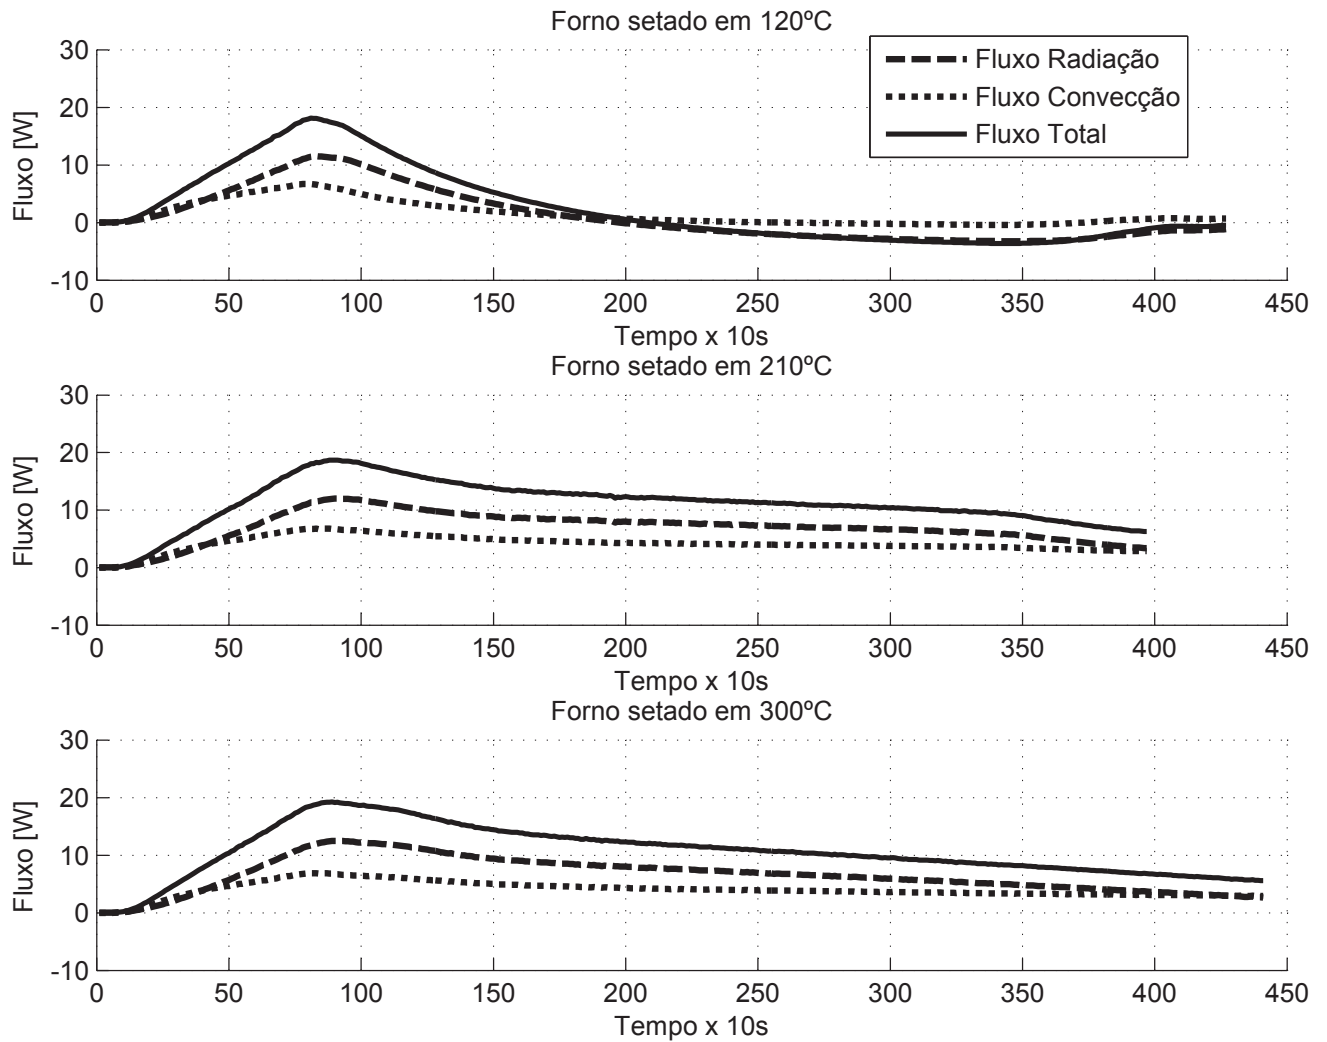 Forno setado em 120ºC
30
20
10
0
-10
Fluxo [W]
Fluxo Radiação
Fluxo Convecção
Fluxo Total
0 50 100 150 200 250 300 350 400 450
Tempo x 10s
Forno setado em 210ºC
30
20
10
0
-10
Fluxo [W]
0 50 100 150 200 250 300 350 400 450
Tempo x 10s
Forno setado em 300ºC
30
20
10
0
-10
Fluxo [W]
0 50 100 150 200 250 300 350 400 450
Tempo x 10s